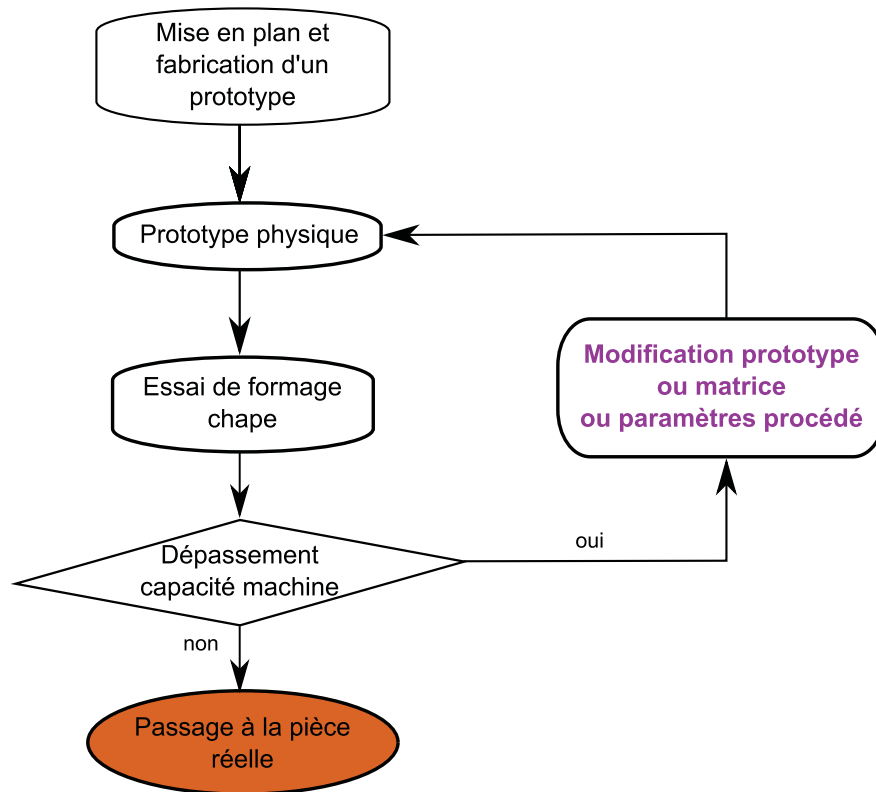 Mise en plan et
fabrication d'un
prototype
Prototype physique
Essai de formage
chape
Modification prototype
ou matrice
ou paramètres procédé
Dépassement
capacité machine
oui
non
Passage à la pièce
réelle